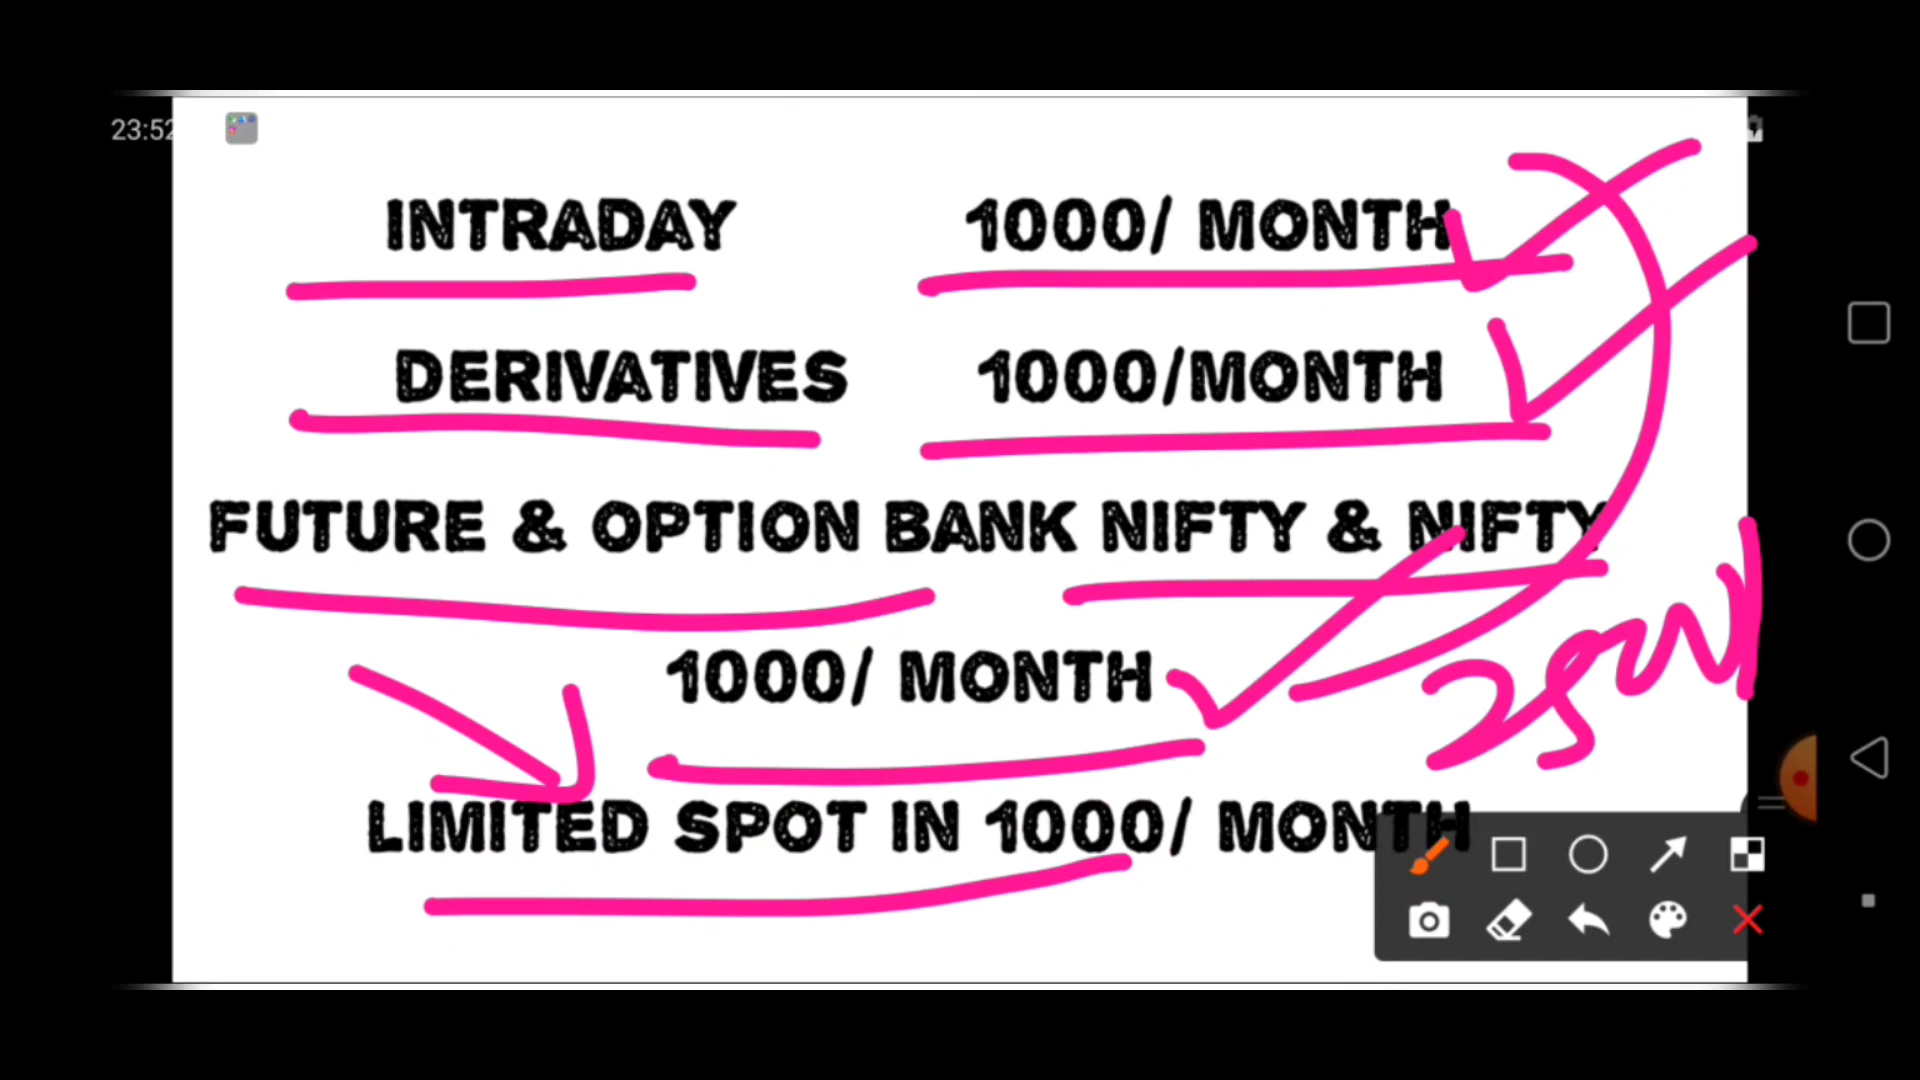 23:52
INTRADAY 1000/ MONTH
DERIVATIVES 1000/MONTH
FUTURE & OPTION BANK NIFTY & NIFTY
1000/ MONTH
LIMITED SPOT IN 1000/ MONTH